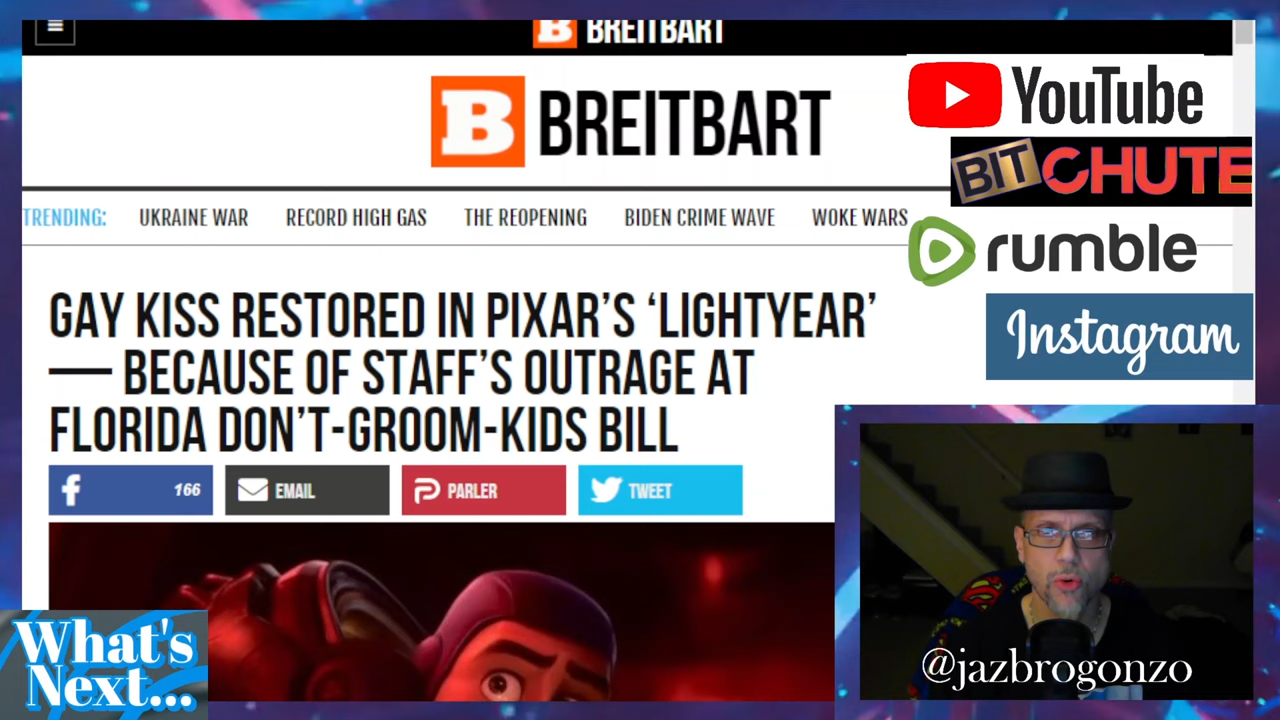 BREITBART
B BREITBART
YouTube
BITCHUTE
TRENDING: UKRAINE WAR RECORD HIGH GAS THE REOPENING BIDEN CRIME WAVE WOKE WARS
rumble
GAY KISS RESTORED IN PIXAR’S ‘LIGHTYEAR’
— BECAUSE OF STAFF’S OUTRAGE AT
FLORIDA DON’T-GROOM-KIDS BILL
Instagram
f 166 EMAIL PARLER TWEET
What's
Next...
@jazbrogonzo